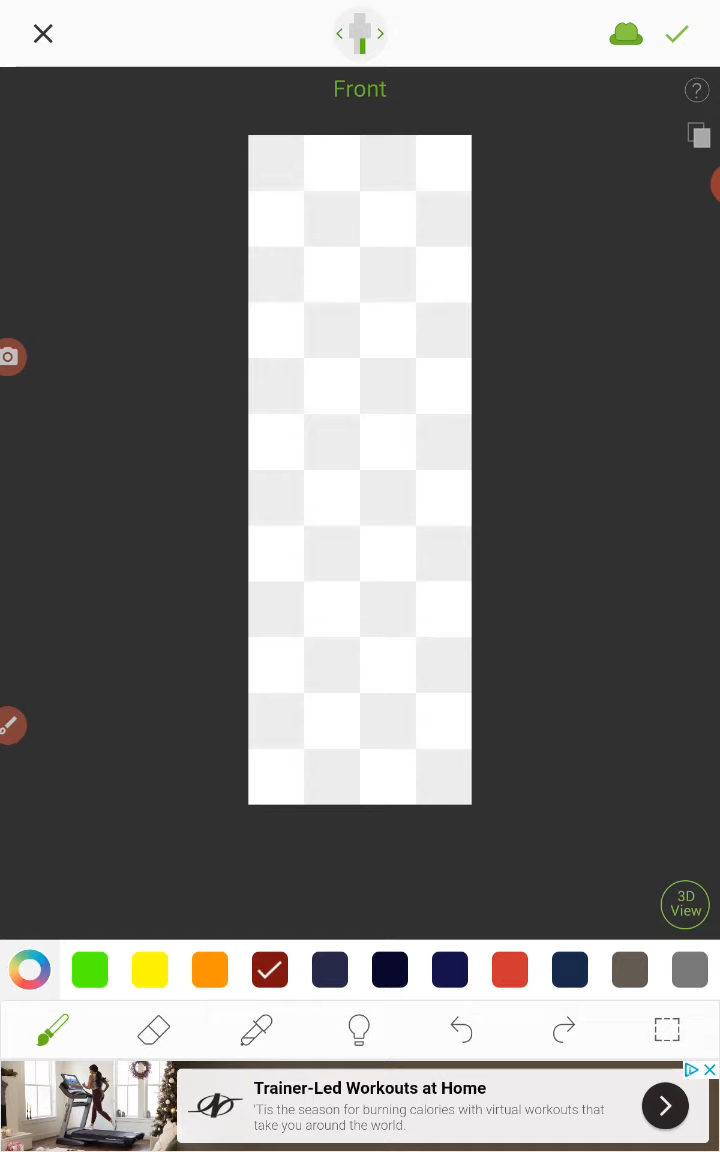 Front
?
3D
View
Trainer-Led Workouts at Home
'Tis the season for burning calories with virtual workouts that
take you around the world.